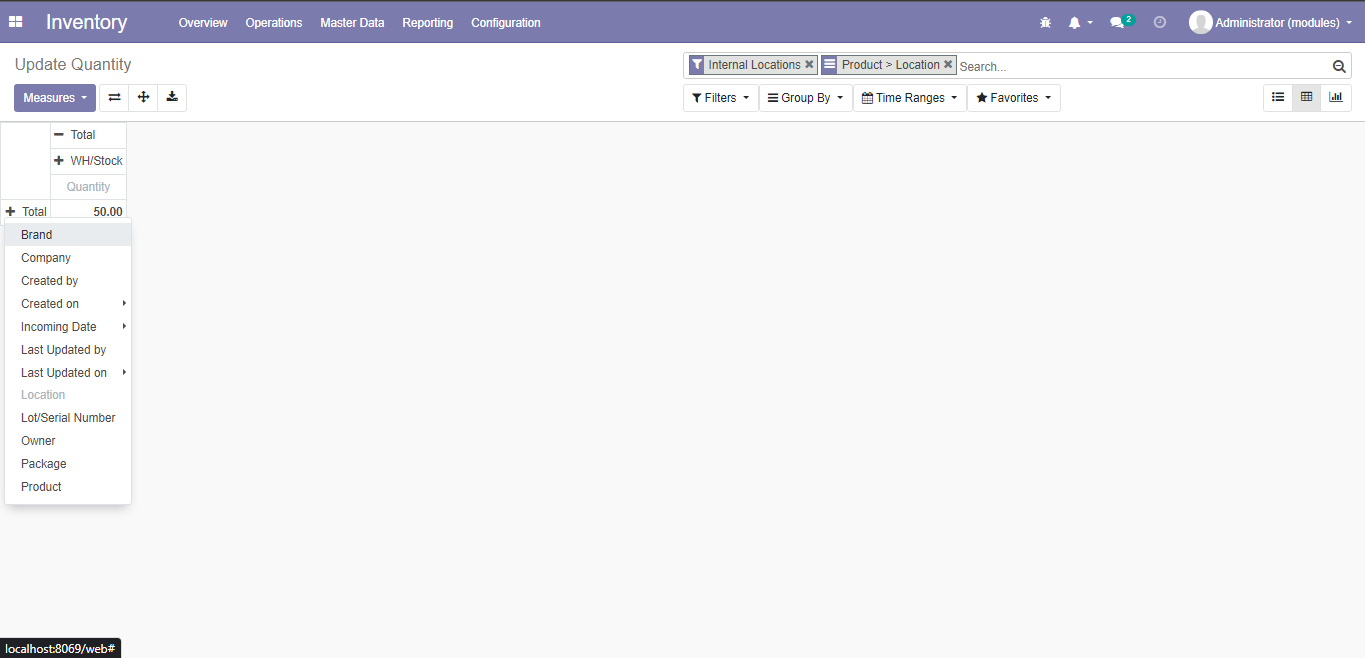 Inventory Overview Operations Master Data Reporting Configuration 2 Administrator (modules)
Update Quantity
Internal Locations Product > Location Search...
Measures Filters Group By Time Ranges Favorites
Total
WH/Stock
Quantity
Total 50.00
Brand
Company
Created by
Created on
Incoming Date
Last Updated by
Last Updated on
Location
Lot/Serial Number
Owner
Package
Product
localhost:8069/web#